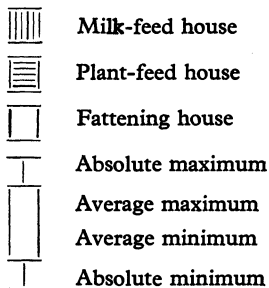 Milk-feed house
Plant-feed house
Fattening house
Absolute maximum
Average maximum
Average minimum
Absolute minimum